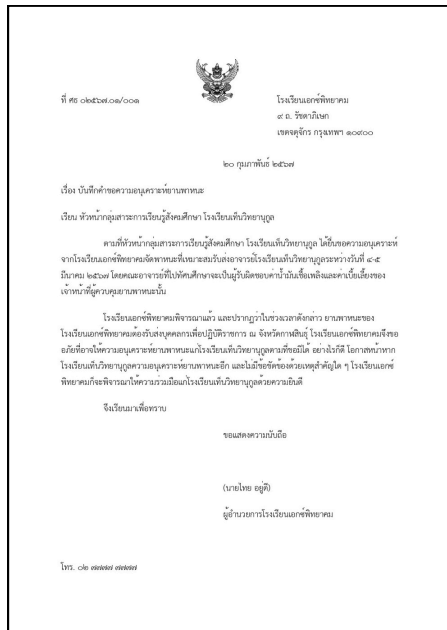 ที่ ศธ ๐๒๕๖๗.๐๑/๐๐๑
โรงเรียนเอกซ์พิทยาคม
๙ ถ. รัชดาภิเษก
เขตจตุจักร กรุงเทพฯ ๑๐๙๐๐
๒๐ กุมภาพันธ์ ๒๕๖๗
เรื่อง บันทึกคำขอความอนุเคราะห์ยานพาหนะ
เรียน หัวหน้ากลุ่มสาระการเรียนรู้สังคมศึกษา โรงเรียนเท็บวิทยานุกูล
ตามที่หัวหน้ากลุ่มสาระการเรียนรู้สังคมศึกษา โรงเรียนเท็บวิทยานุกูล ได้ยื่นขอความอนุเคราะห์
จากโรงเรียนเอกซ์พิทยาคมจัดพาหนะที่เหมาะสมรับส่งอาจารย์โรงเรียนเท็บวิทยานุกูลระหว่างวันที่ ๔-๕
มีนาคม ๒๕๖๗ โดยคณะอาจารย์ที่ไปทัศนศึกษาจะเป็นผู้รับผิดชอบค่าน้ำมันเชื้อเพลิงและค่าเบี้ยเลี้ยงของ
เจ้าหน้าที่ผู้ควบคุมยานพาหนะนั้น
โรงเรียนเอกซ์พิทยาคมพิจารณาแล้ว และปรากฏว่าในช่วงเวลาดังกล่าว ยานพาหนะของ
โรงเรียนเอกซ์พิทยาคมต้องรับส่งบุคคลกรเพื่อปฏิบัติราชการ ณ จังหวัดกาฬสินธุ์ โรงเรียนเอกซ์พิทยาคมจึงขอ
อภัยที่อาจให้ความอนุเคราะห์ยานพาหนะแก่โรงเรียนเท็บวิทยานุกูลตามที่ขอมิได้ อย่างไรก็ดี โอกาสหน้าหาก
โรงเรียนเท็บวิทยานุกูลความอนุเคราะห์ยานพาหนะอีก และไม่มีข้อขัดข้องด้วยเหตุสำคัญใด ๆ โรงเรียนเอกซ์
พิทยาคมก็จะพิจารณาให้ความร่วมมือแก่โรงเรียนเท็บวิทยานุกูลด้วยความยินดี
จึงเรียนมาเพื่อทราบ
ขอแสดงความนับถือ
(นายไทย อยู่ดี)
ผู้อำนวยการโรงเรียนเอกซ์พิทยาคม
โทร. ๐๒ ๗๗๗๗ ๗๗๗๗